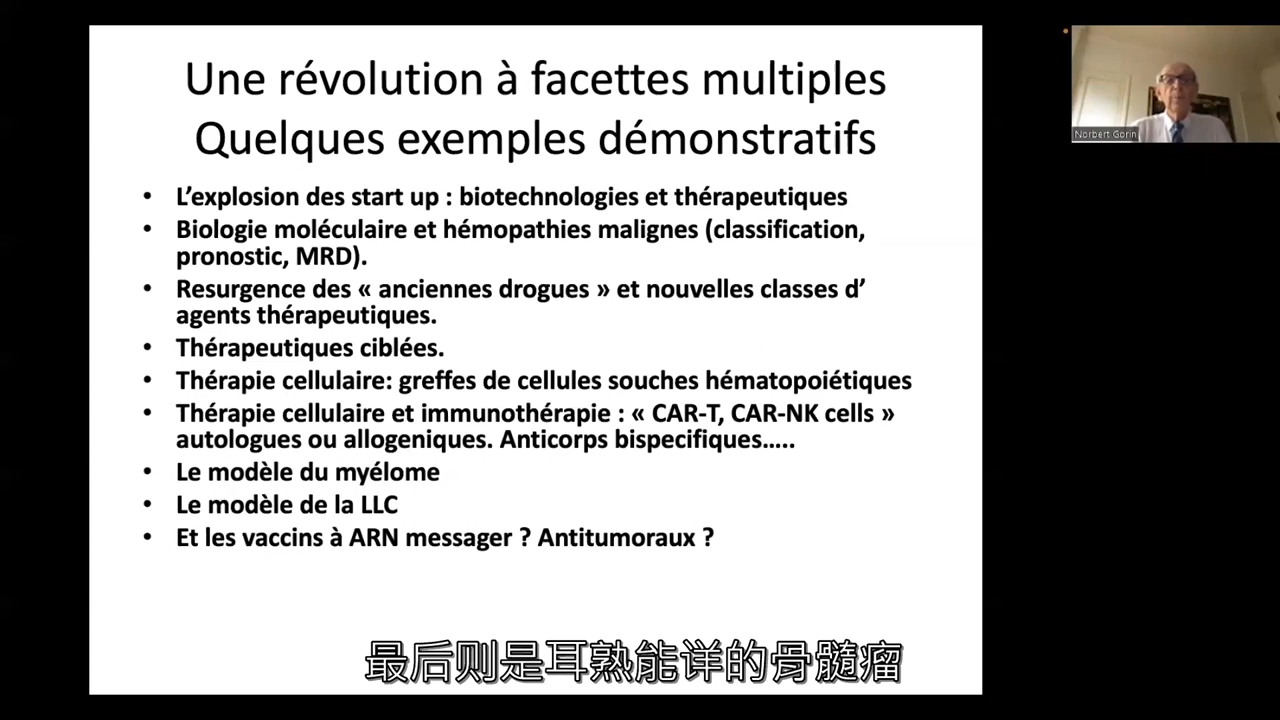 Une révolution à facettes multiples
Quelques exemples démonstratifs
• L’explosion des start up : biotechnologies et thérapeutiques
• Biologie moléculaire et hémopathies malignes (classification,
pronostic, MRD).
• Resurgence des « anciennes drogues » et nouvelles classes d’
agents thérapeutiques.
• Thérapeutiques ciblées.
• Thérapie cellulaire: greffes de cellules souches hématopoiétiques
• Thérapie cellulaire et immunothérapie : « CAR-T, CAR-NK cells »
autologues ou allogeniques. Anticorps bispecifiques…..
• Le modèle du myélome
• Le modèle de la LLC
• Et les vaccins à ARN messager ? Antitumoraux ?
Norbert Gorin
最后则是耳熟能详的骨髓瘤